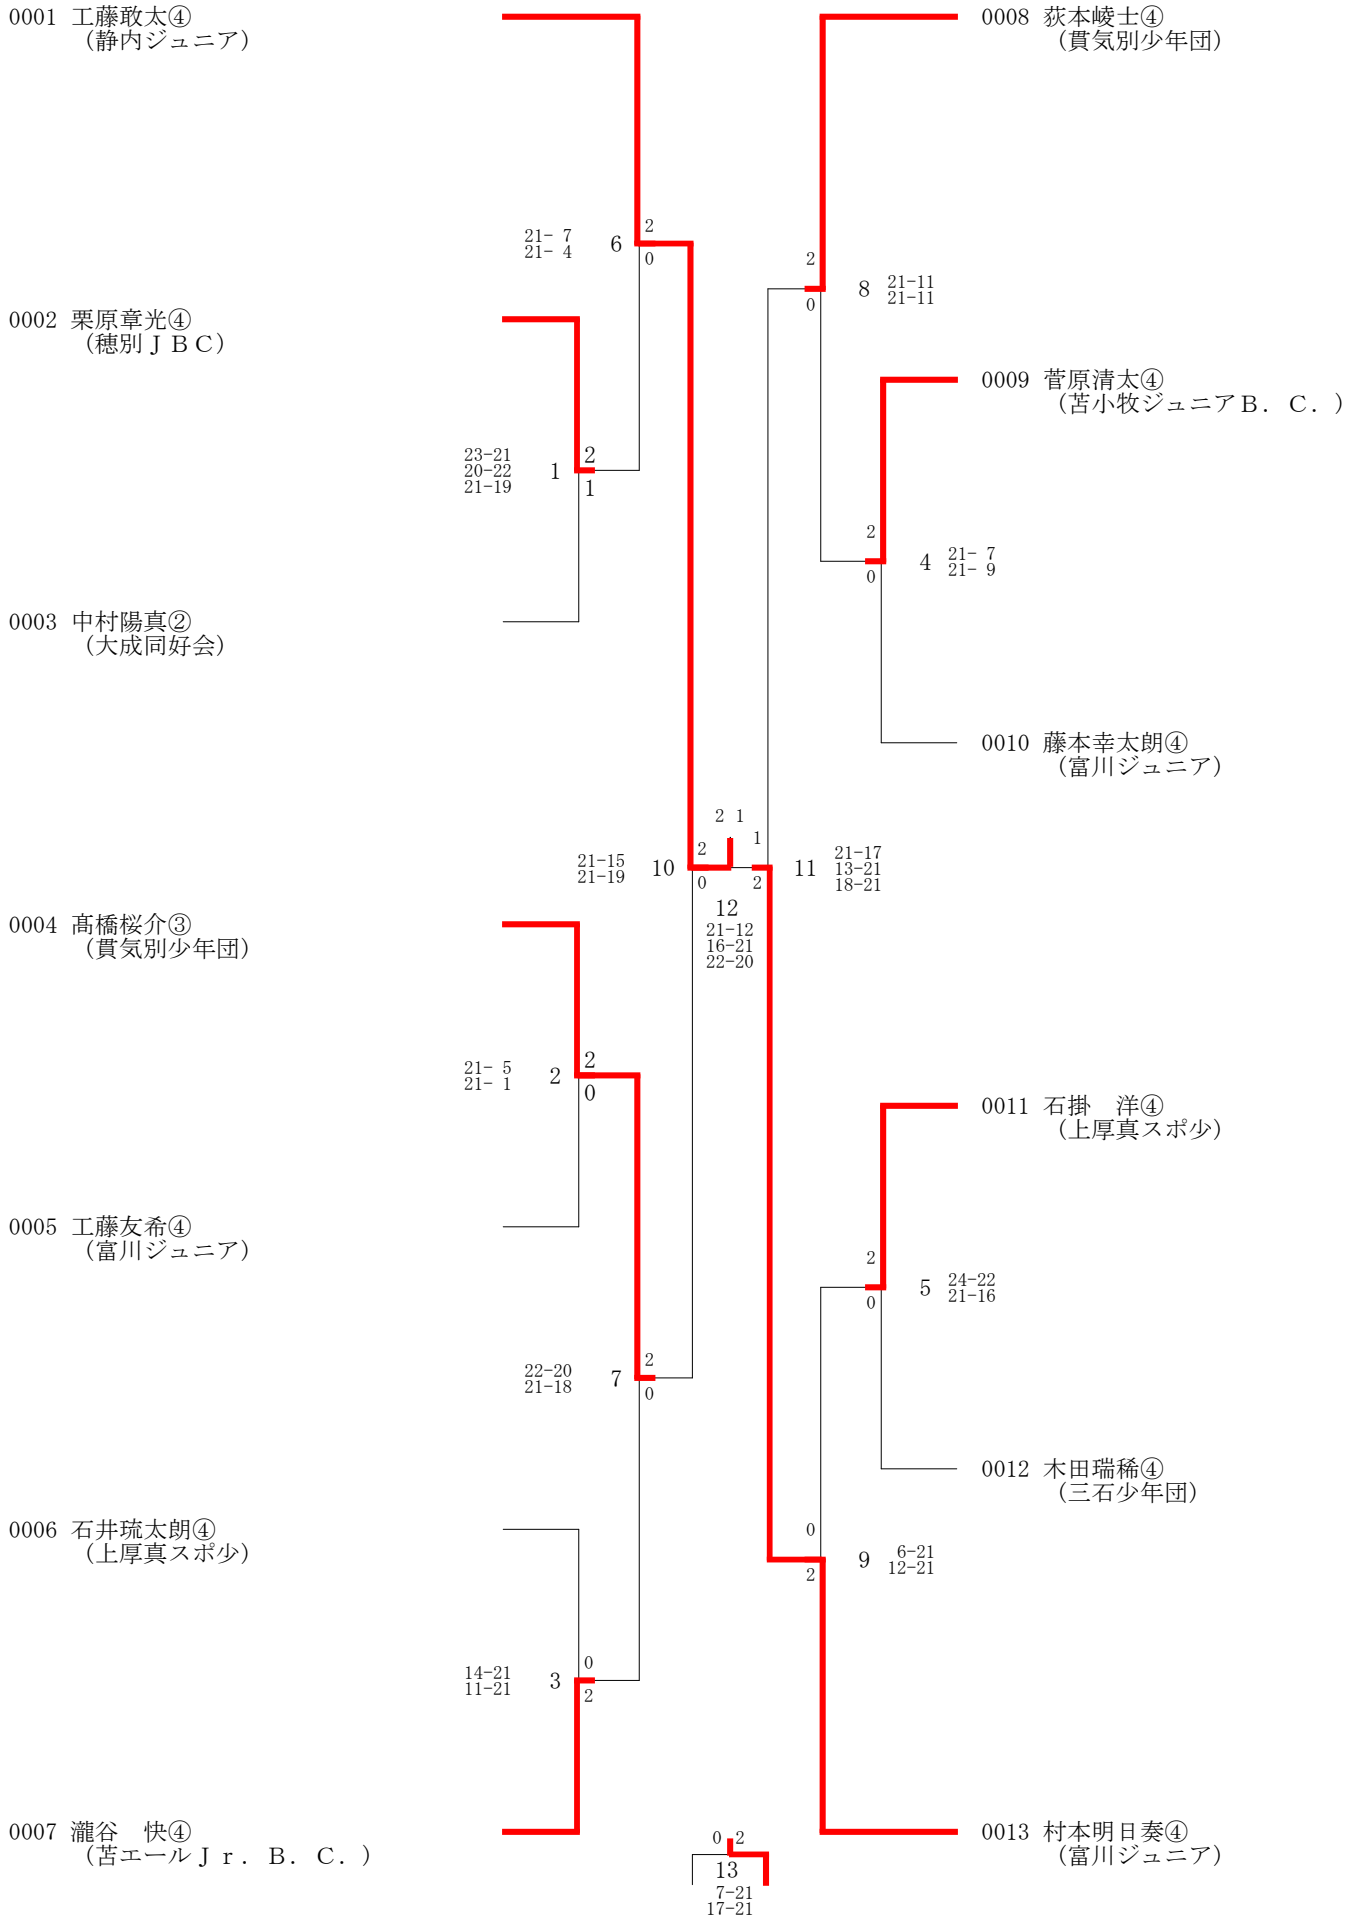 0001 工藤敢太④
（静内ジュニア）
21- 7
21- 4
6
2
0
0002 栗原章光④
（穂別ＪＢＣ）
23-21
20-22
21-19
1
2
1
0003 中村陽真②
（大成同好会）
21-15
21-19
10
2
0
0004 髙橋桜介③
（貫気別少年団）
21- 5
21- 1
2
2
0
0005 工藤友希④
（富川ジュニア）
22-20
21-18
7
2
0
0006 石井琉太朗④
（上厚真スポ少）
14-21
11-21
3
0
2
0007 瀧谷　快④
（苫エールＪｒ．Ｂ．Ｃ．）
2 1
12
21-12
16-21
22-20
0 2
13
7-21
17-21
0008 荻本崚士④
（貫気別少年団）
2
0
8
21-11
21-11
0009 菅原清太④
（苫小牧ジュニアＢ．Ｃ．）
2
0
4
21- 7
21- 9
0010 藤本幸太朗④
（富川ジュニア）
1
2
11
21-17
13-21
18-21
0011 石掛　洋④
（上厚真スポ少）
2
0
5
24-22
21-16
0012 木田瑞稀④
（三石少年団）
0
2
9
6-21
12-21
0013 村本明日奏④
（富川ジュニア）